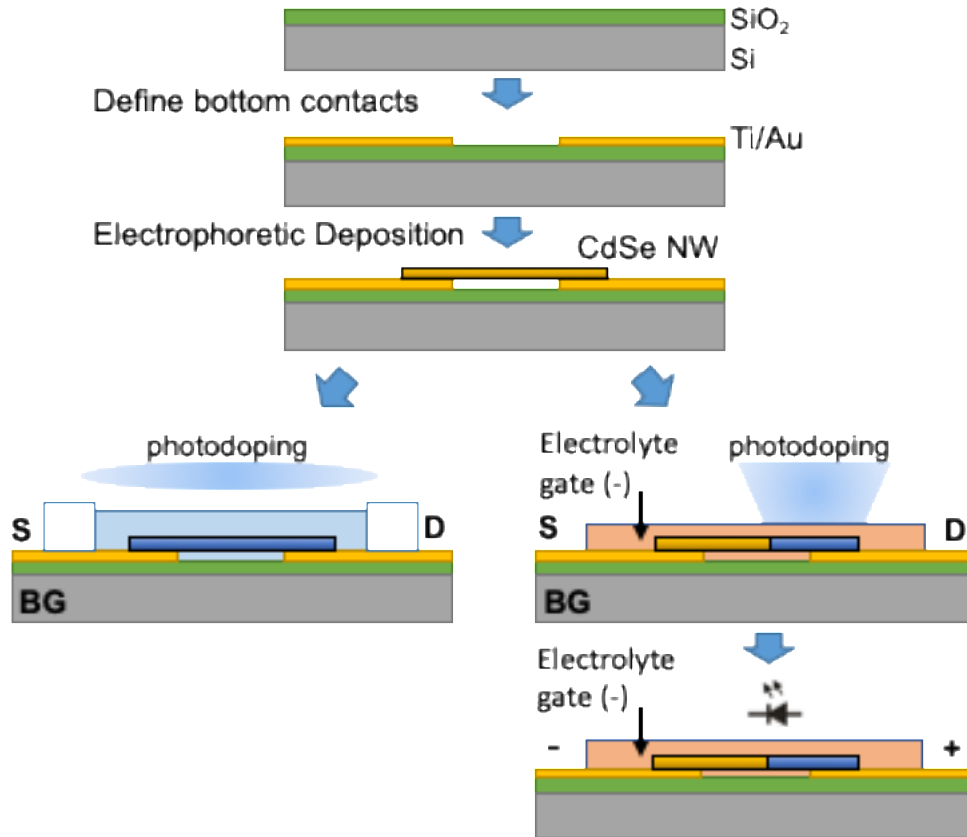 SiO₂
Si
Define bottom contacts
Ti/Au
Electrophoretic Deposition
CdSe NW
photodoping
S
D
BG
Electrolyte
gate (-)
photodoping
S
D
BG
Electrolyte
gate (-)
-
+